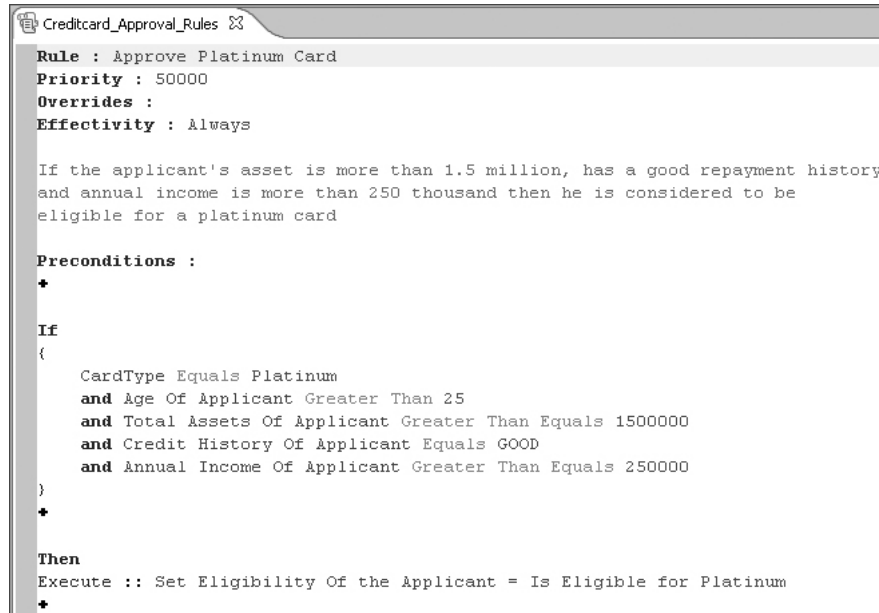 Creditcard_Approval_Rules
Rule : Approve Platinum Card
Priority : 50000
Overrides :
Effectivity : Always
If the applicant's asset is more than 1.5 million, has a good repayment history
and annual income is more than 250 thousand then he is considered to be
eligible for a platinum card
Preconditions :
+
If
{
CardType Equals Platinum
and Age Of Applicant Greater Than 25
and Total Assets Of Applicant Greater Than Equals 1500000
and Credit History Of Applicant Equals GOOD
and Annual Income Of Applicant Greater Than Equals 250000
}
+
Then
Execute :: Set Eligibility Of the Applicant = Is Eligible for Platinum
+